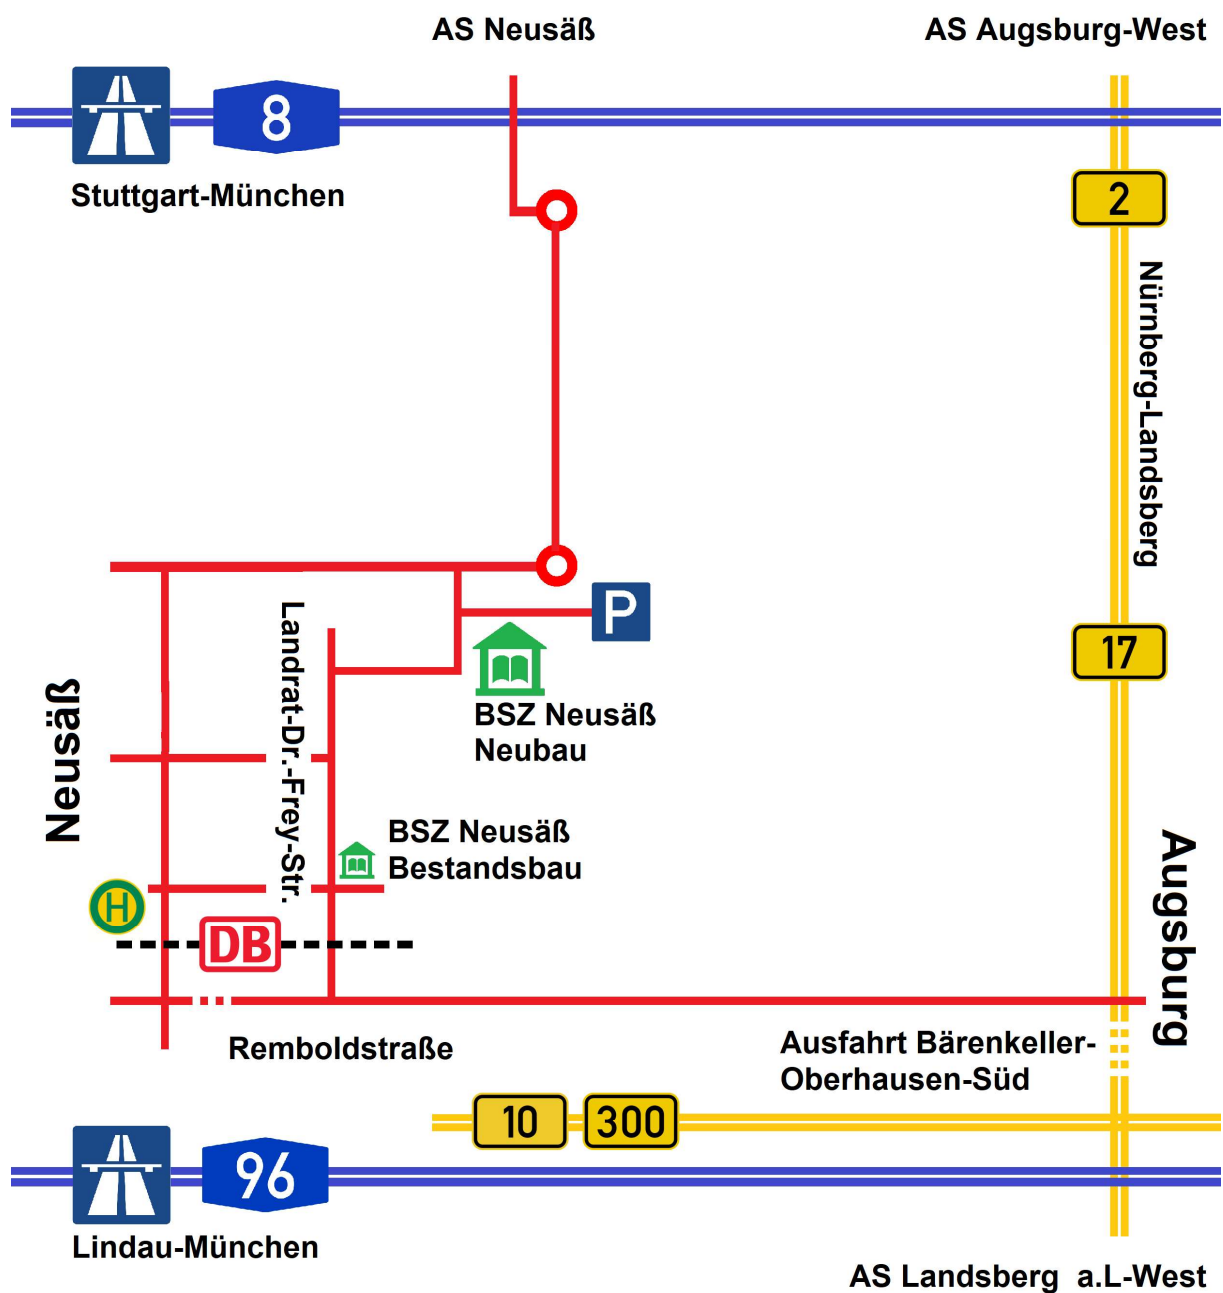 AS Neusäß
AS Augsburg-West
8
Stuttgart-München
2
Nürnberg-Landsberg
P
Landrat-Dr.-Frey-Str.
17
Neusäß
BSZ Neusäß
Neubau
BSZ Neusäß
Bestandsbau
Augsburg
H
DB
Remboldstraße
Ausfahrt Bärenkeller-
Oberhausen-Süd
10
300
96
Lindau-München
AS Landsberg a.L-West